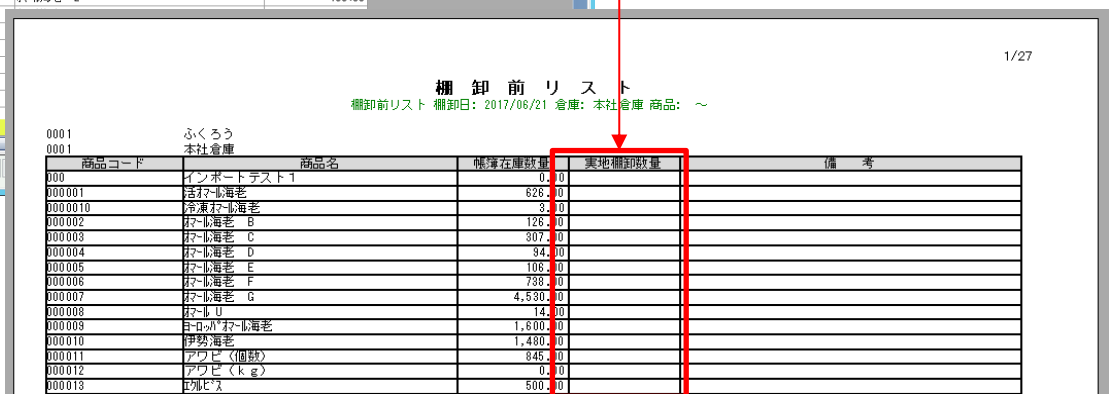 1/27
棚 卸 前 リ ス ト
棚卸前リスト 棚卸日: 2017/06/21 倉庫: 本社倉庫 商品: ～
0001 ふくろう
0001 本社倉庫
商品コード 商品名 帳簿在庫数量 実地棚卸数量 備 考
000 インポートテスト1 0.00
000001 活ｵﾏｰﾙ海老 626.00
0000010 冷凍ｵﾏｰﾙ海老 3.00
000002 ｵﾏｰﾙ海老 B 126.00
000003 ｵﾏｰﾙ海老 C 307.00
000004 ｵﾏｰﾙ海老 D 94.00
000005 ｵﾏｰﾙ海老 E 106.00
000006 ｵﾏｰﾙ海老 F 738.00
000007 ｵﾏｰﾙ海老 G 4,530.00
000008 ｵﾏｰﾙ U 14.00
000009 ﾖｰﾛｯﾊﾟｵﾏｰﾙ海老 1,600.00
000010 伊勢海老 1,480.00
000011 アワビ（個数） 845.00
000012 アワビ（ｋｇ） 0.00
000013 ｴｸﾙﾋﾞｽ 500.00